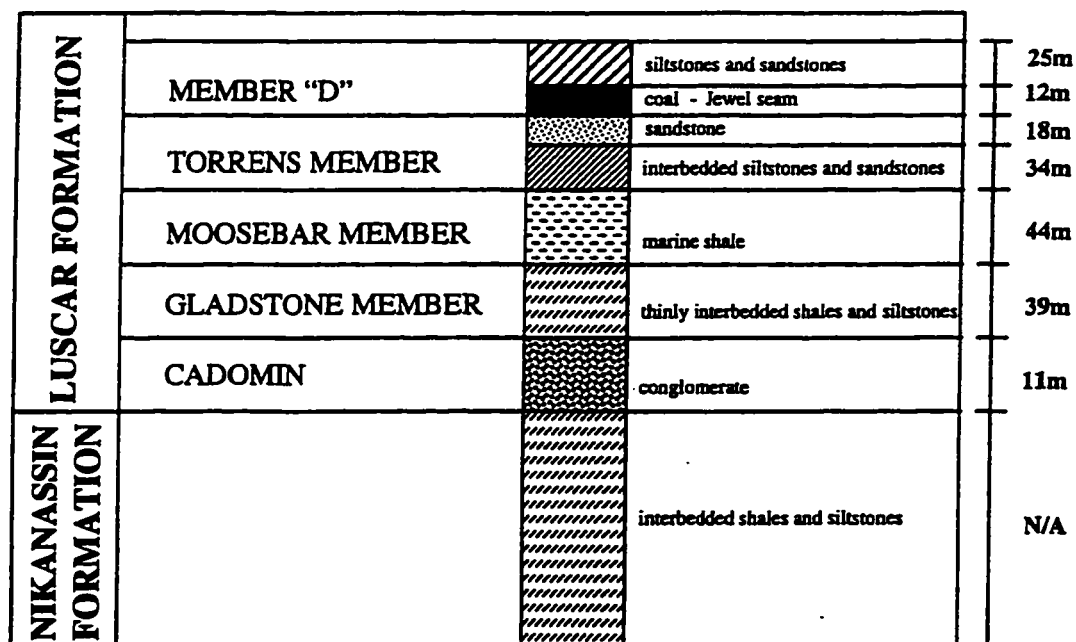 LUSCAR FORMATION
MEMBER “D”
siltstones and sandstones
25m
coal - Jewel seam
12m
TORRENS MEMBER
sandstone
18m
interbedded siltstones and sandstones
34m
MOOSEBAR MEMBER
marine shale
44m
GLADSTONE MEMBER
thinly interbedded shales and siltstones
39m
CADOMIN
conglomerate
11m
NIKANASSIN
FORMATION
interbedded shales and siltstones
N/A